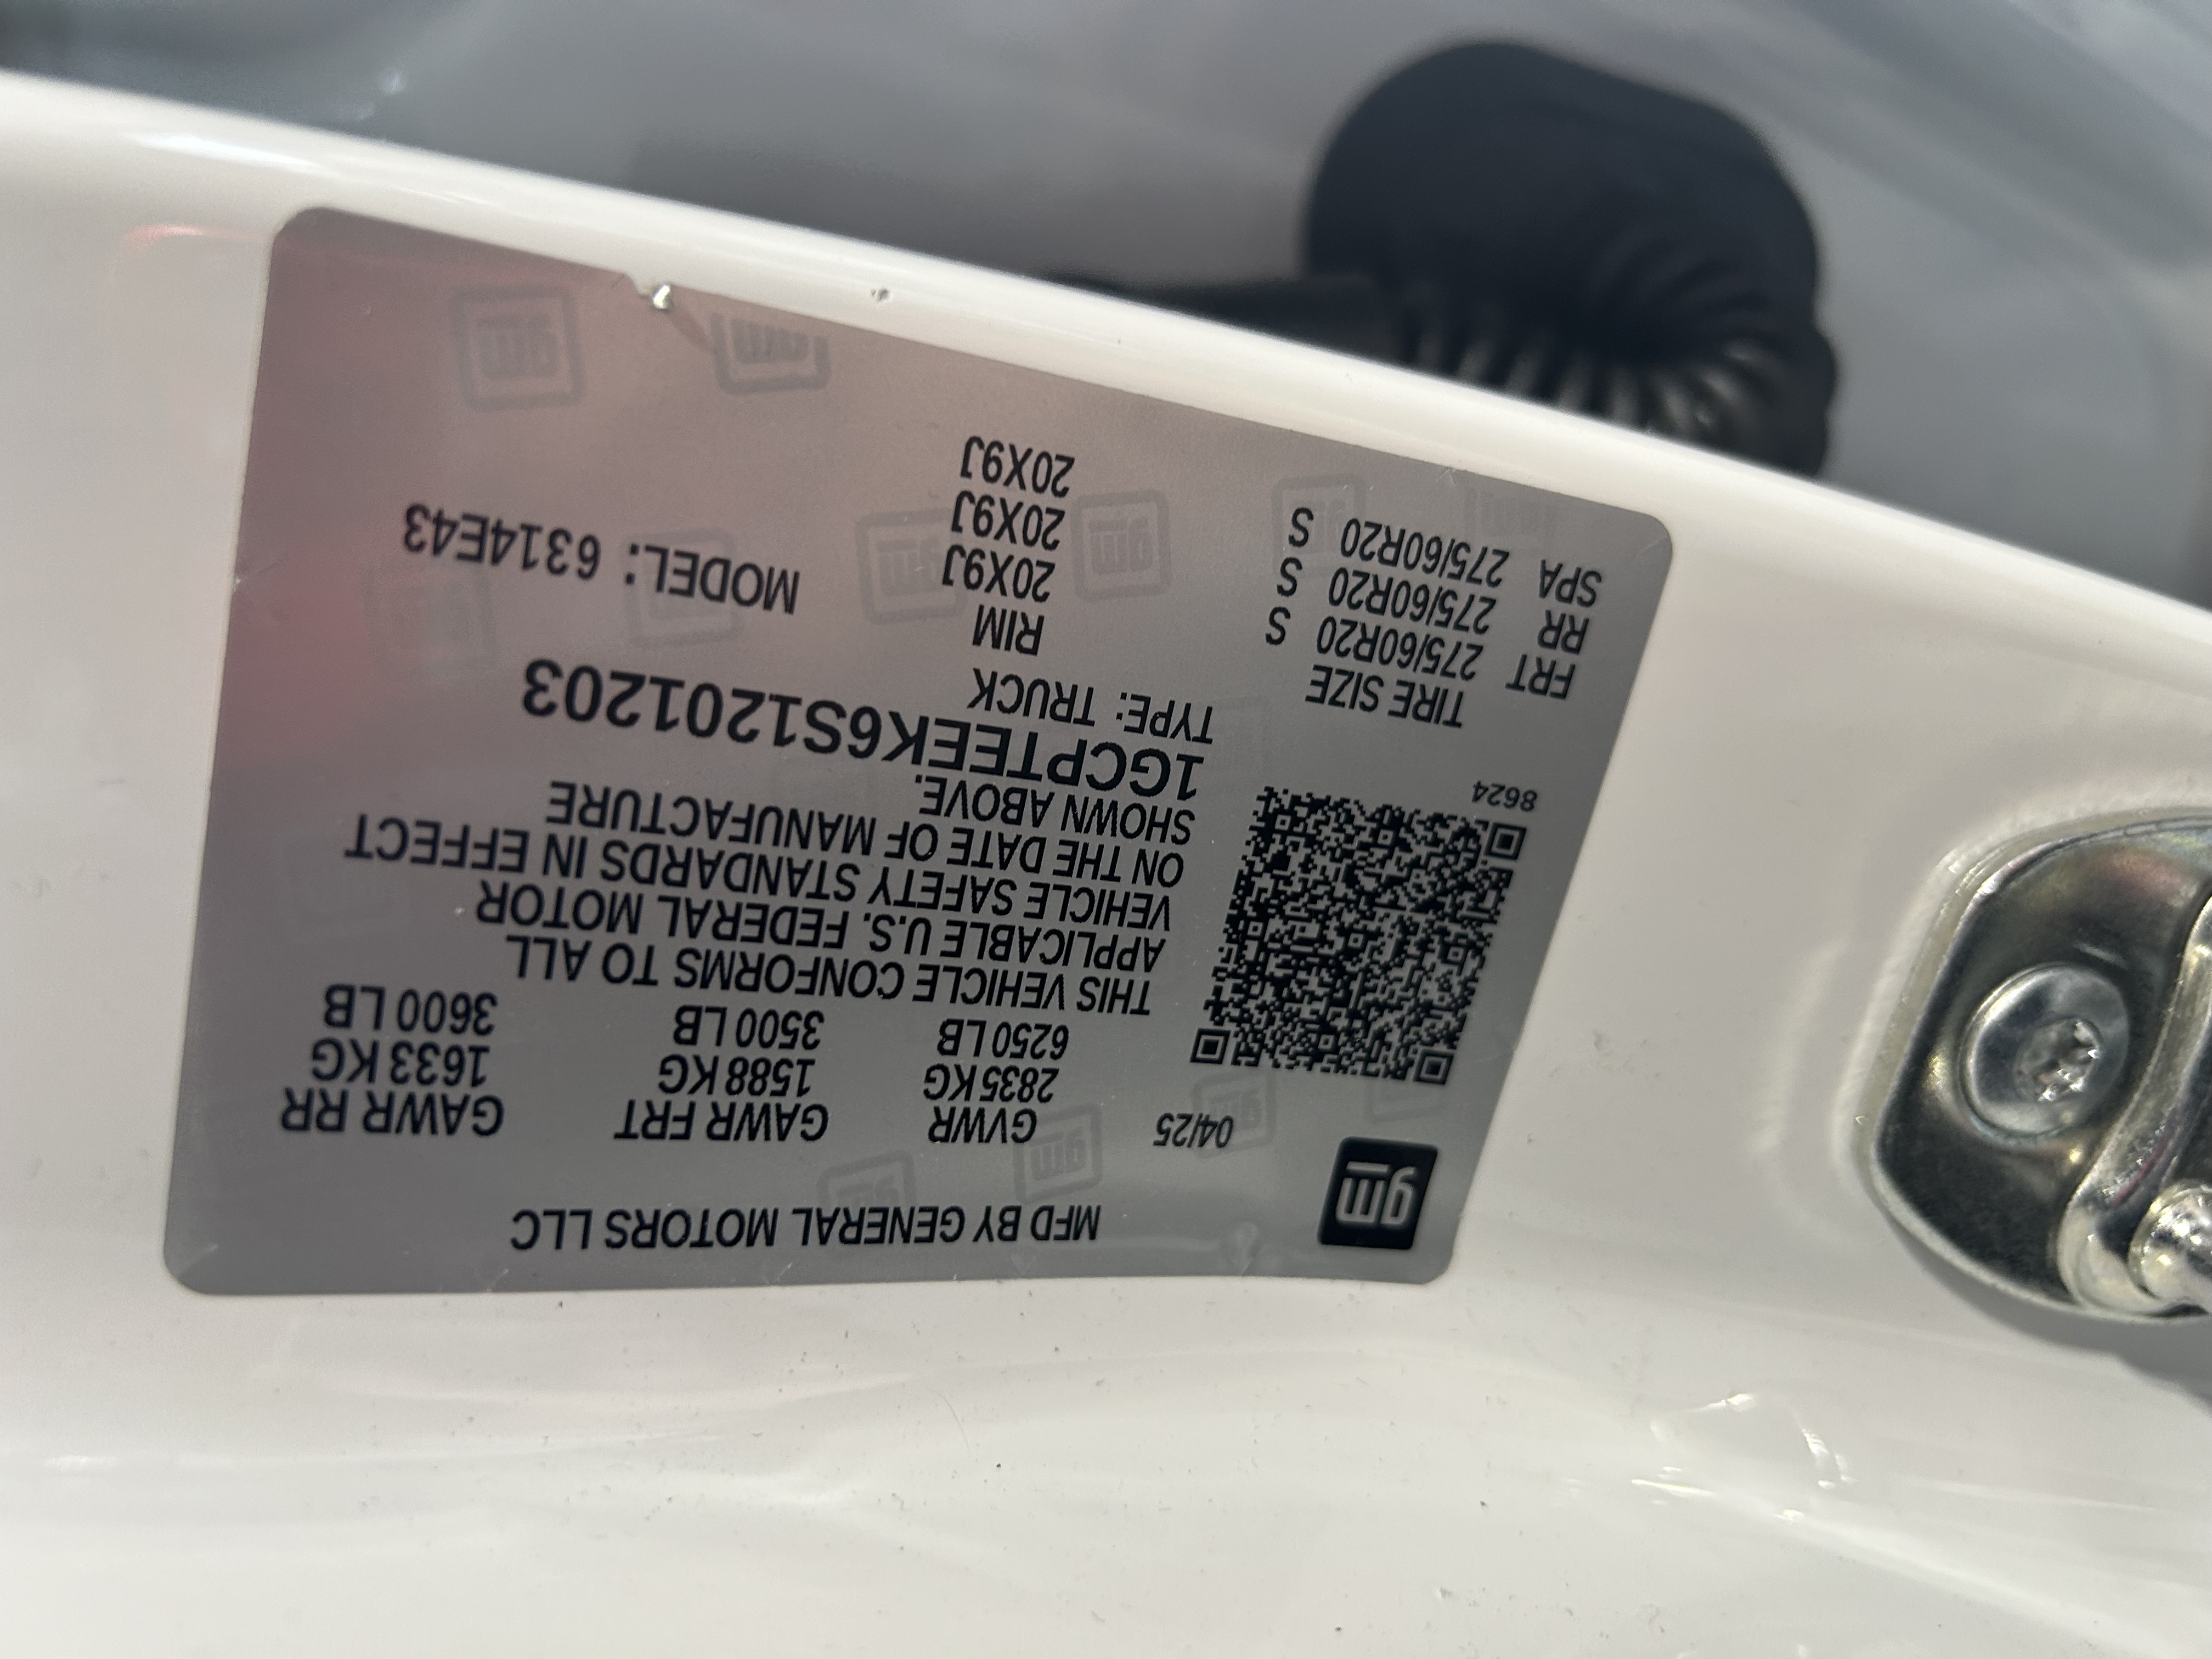 gm
MFD BY GENERAL MOTORS LLC
04/25 GVWR GAWR FRT GAWR RR
2835 KG 1588 KG 1633 KG
6250 LB 3500 LB 3600 LB
THIS VEHICLE CONFORMS TO ALL
APPLICABLE U.S. FEDERAL MOTOR
VEHICLE SAFETY STANDARDS IN EFFECT
ON THE DATE OF MANUFACTURE
SHOWN ABOVE.
8624
1GCPTEEK6S1201203
TYPE: TRUCK
TIRE SIZE RIM MODEL: 6314E43
FRT 275/60R20 S 20X9J
RR 275/60R20 S 20X9J
SPA 275/60R20 S 20X9J